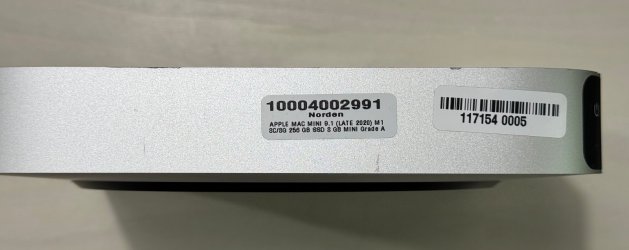 10004002991
Norden
APPLE MAC MINI 9.1 (LATE 2020) M1
8C/8G 256 GB SSD 8 GB MINI Grade A
117154 0005